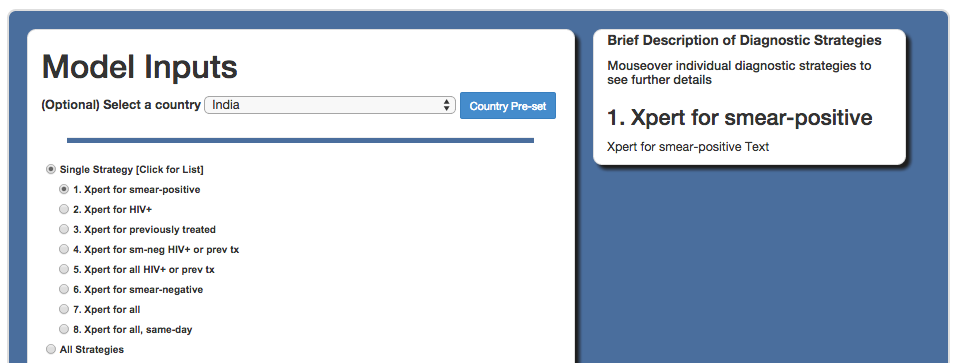 Model Inputs
(Optional) Select a country India Country Pre-set
Single Strategy [Click for List]
1. Xpert for smear-positive
2. Xpert for HIV+
3. Xpert for previously treated
4. Xpert for sm-neg HIV+ or prev tx
5. Xpert for all HIV+ or prev tx
6. Xpert for smear-negative
7. Xpert for all
8. Xpert for all, same-day
All Strategies
Brief Description of Diagnostic Strategies
Mouseover individual diagnostic strategies to
see further details
1. Xpert for smear-positive
Xpert for smear-positive Text